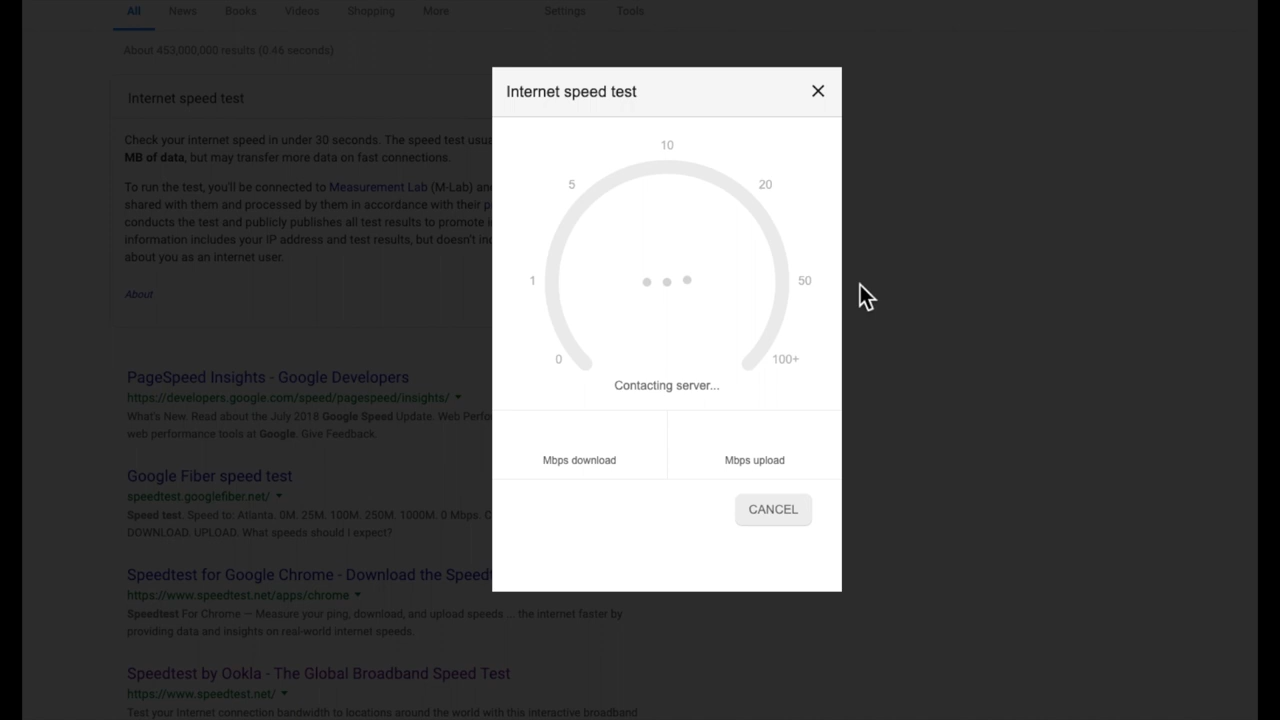 All News Books Videos Shopping More Settings Tools
About 453,000,000 results (0.46 seconds)
Internet speed test
Check your internet speed in under 30 seconds. The speed test usua
MB of data, but may transfer more data on fast connections.
To run the test, you'll be connected to Measurement Lab (M-Lab) and
shared with them and processed by them in accordance with their
conducts the test and publicly publishes all test results to promote
information includes your IP address and test results, but doesn't
about you as an internet user.
About
PageSpeed Insights - Google Developers
https://developers.google.com/speed/pagespeed/insights/
What's New. Read about the July 2018 Google Speed Update. Web Perfo
web performance tools at Google. Give Feedback.
Google Fiber speed test
speedtest.googlefiber.net/
Speed test. Speed to: Atlanta. 0M. 25M. 100M. 250M. 1000M. 0 Mbps. C
DOWNLOAD. UPLOAD. What speeds should I expect?
Speedtest for Google Chrome - Download the Speedt
https://www.speedtest.net/apps/chrome
Speedtest For Chrome — Measure your ping, download, and upload speeds ... the internet faster by
providing data and insights on real-world internet speeds.
Speedtest by Ookla - The Global Broadband Speed Test
https://www.speedtest.net/
Test your Internet connection bandwidth to locations around the world with this interactive broadband
Internet speed test
10
5 20
1 50
0 100+
Contacting server...
Mbps download Mbps upload
CANCEL